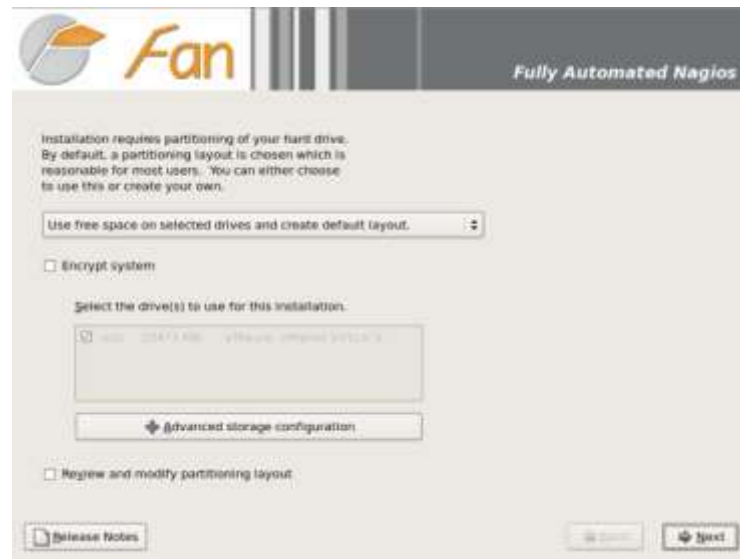 Fan
Fully Automated Nagios
Installation requires partitioning of your hard drive.
By default, a partitioning layout is chosen which is
reasonable for most users. You can either choose
to use this or create your own.
Use free space on selected drives and create default layout.
Encrypt system
Select the drive(s) to use for this installation.
Advanced storage configuration
Review and modify partitioning layout
Release Notes
Back
Next